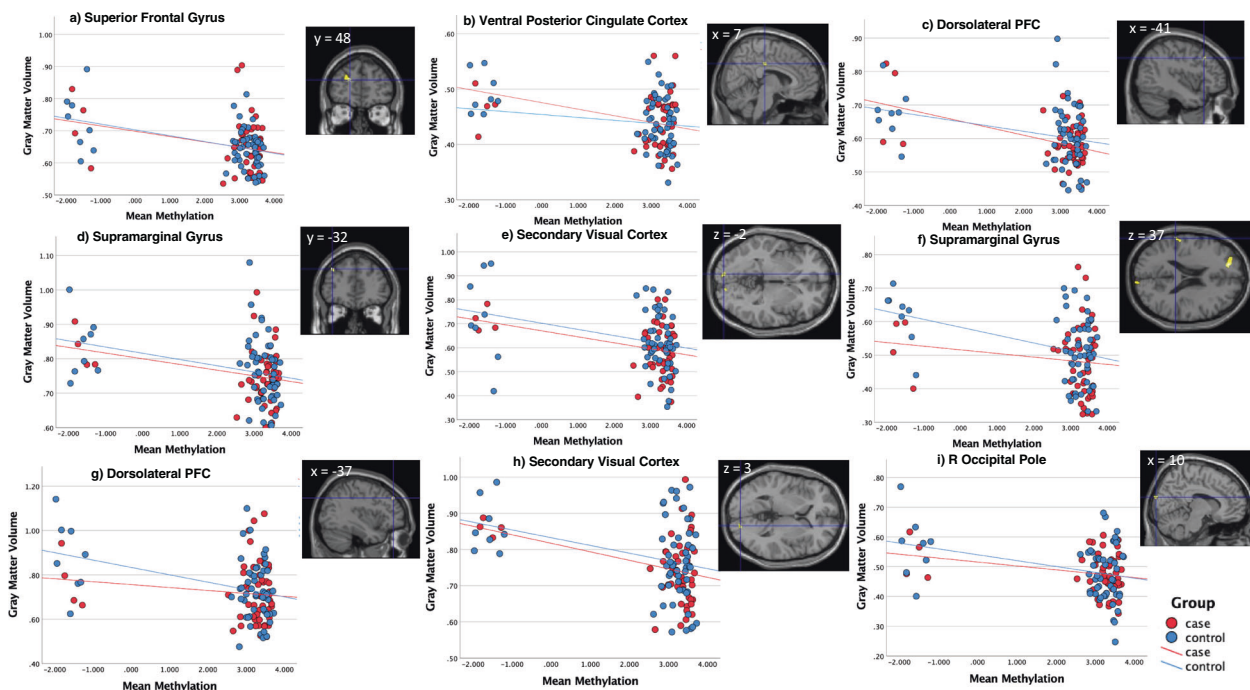 a) Superior Frontal Gyrus
y = 48
1.00
.90
.80
.70
.60
.50
Gray Matter Volume
-2.000 -1.000 .000 1.000 2.000 3.000 4.000
Mean Methylation
b) Ventral Posterior Cingulate Cortex
x = 7
.60
.50
.40
.30
Gray Matter Volume
-2.000 -1.000 .000 1.000 2.000 3.000 4.000
Mean Methylation
c) Dorsolateral PFC
x = -41
.90
.80
.70
.60
.50
.40
Gray Matter Volume
-2.000 -1.000 .000 1.000 2.000 3.000 4.000
Mean Methylation
d) Supramarginal Gyrus
y = -32
1.10
1.00
.90
.80
.70
.60
Gray Matter Volume
-2.000 -1.000 .000 1.000 2.000 3.000 4.000
Mean Methylation
e) Secondary Visual Cortex
z = -2
1.00
.90
.80
.70
.60
.50
.40
.30
Gray Matter Volume
-2.000 -1.000 .000 1.000 2.000 3.000 4.000
Mean Methylation
f) Supramarginal Gyrus
z = 37
.80
.70
.60
.50
.40
.30
Gray Matter Volume
-2.000 -1.000 .000 1.000 2.000 3.000 4.000
Mean Methylation
g) Dorsolateral PFC
x = -37
1.20
1.00
.80
.60
.40
Gray Matter Volume
-2.000 -1.000 .000 1.000 2.000 3.000 4.000
Mean Methylation
h) Secondary Visual Cortex
z = 3
1.00
.90
.80
.70
.60
.50
Gray Matter Volume
-2.000 -1.000 .000 1.000 2.000 3.000 4.000
Mean Methylation
i) R Occipital Pole
x = 10
.80
.70
.60
.50
.40
.30
.20
Gray Matter Volume
-2.000 -1.000 .000 1.000 2.000 3.000 4.000
Mean Methylation
Group
case
control
case
control